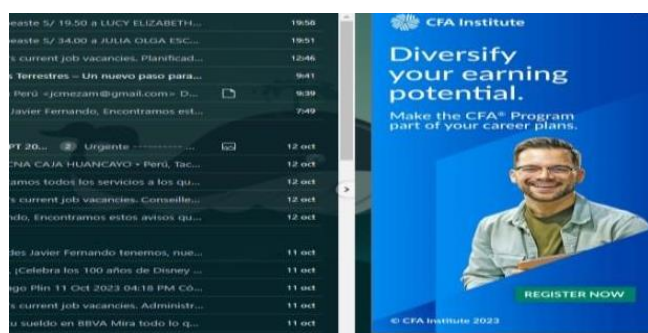 easte S/ 19.50 a LUCY ELIZABETH... 19:56
easte S/ 34.00 a JULIA OLGA ESC... 19:51
s current job vacancies. Planificad... 12:46
s Terrestres – Un nuevo paso para... 9:41
Perú <jcmezam@gmail.com> D... 9:39
Javier Fernando, Encontramos est... 7:49
PT 20... 2 Urgente ---------- ... 12 oct
CNA CAJA HUANCAYO • Perú, Tac... 12 oct
tamos todos los servicios a los qu... 12 oct
s current job vacancies. Conseille... 12 oct
ndo, Encontramos estos avisos qu... 12 oct
des Javier Fernando tenemos, nue... 11 oct
¡Celebra los 100 años de Disney ... 11 oct
ago Plin 11 Oct 2023 04:18 PM Có... 11 oct
s current job vacancies. Administr... 11 oct
u sueldo en BBVA Mira todo lo q... 11 oct
CFA Institute
Diversify
your earning
potential.
Make the CFA® Program
part of your career plans.
REGISTER NOW
© CFA Institute 2023